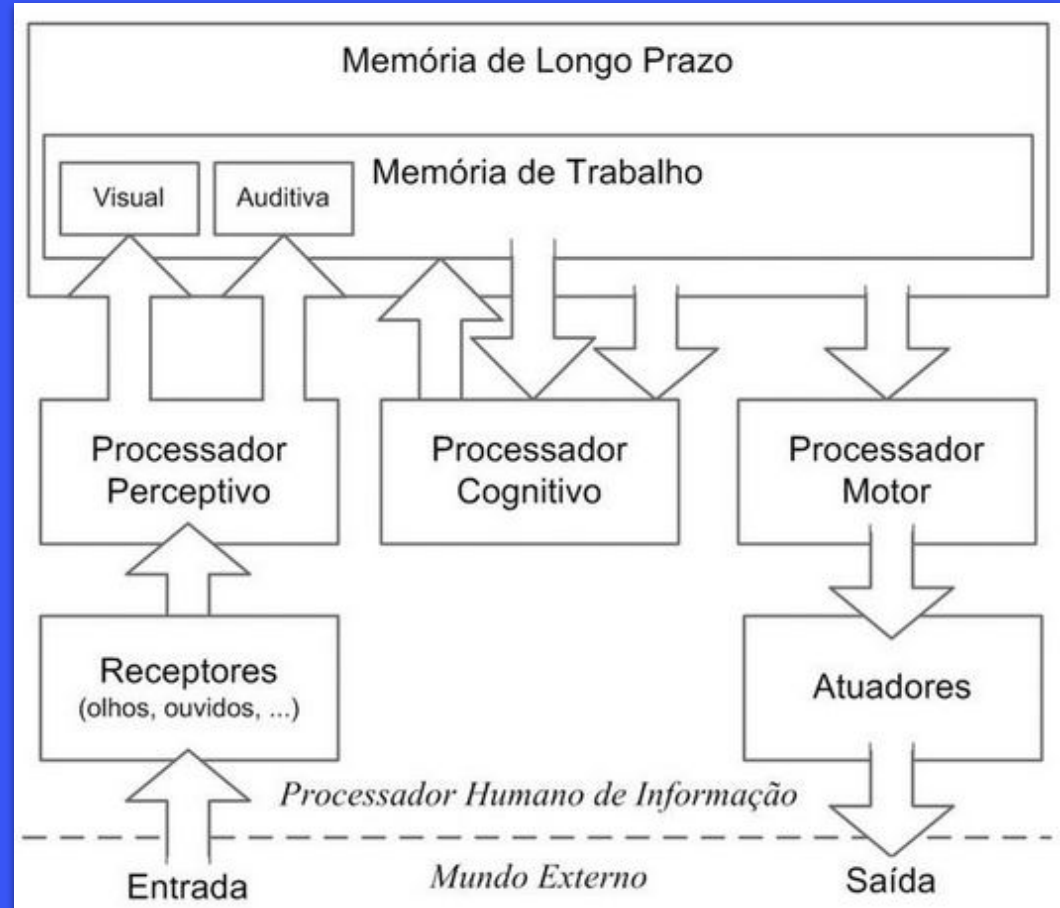 Memória de Longo Prazo
Memória de Trabalho
Visual
Auditiva
Processador
Perceptivo
Processador
Cognitivo
Processador
Motor
Receptores
(olhos, ouvidos, ...)
Atuadores
Processador Humano de Informação
Mundo Externo
Entrada
Saída